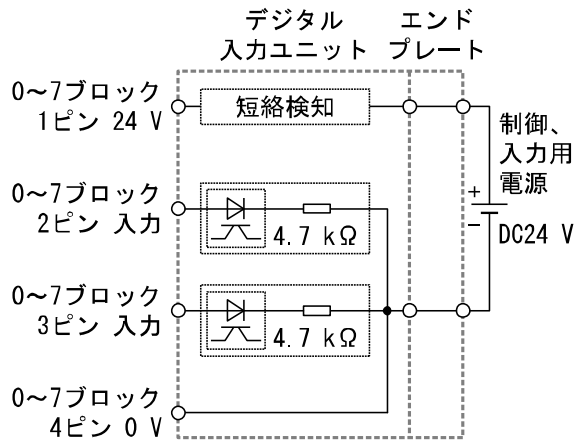 デジタル
入力ユニット
エンド
プレート
0～7ブロック
1ピン 24 V
短絡検知
制御、
入力用
電源
+
−
DC24 V
0～7ブロック
2ピン 入力
4.7 kΩ
0～7ブロック
3ピン 入力
4.7 kΩ
0～7ブロック
4ピン 0 V